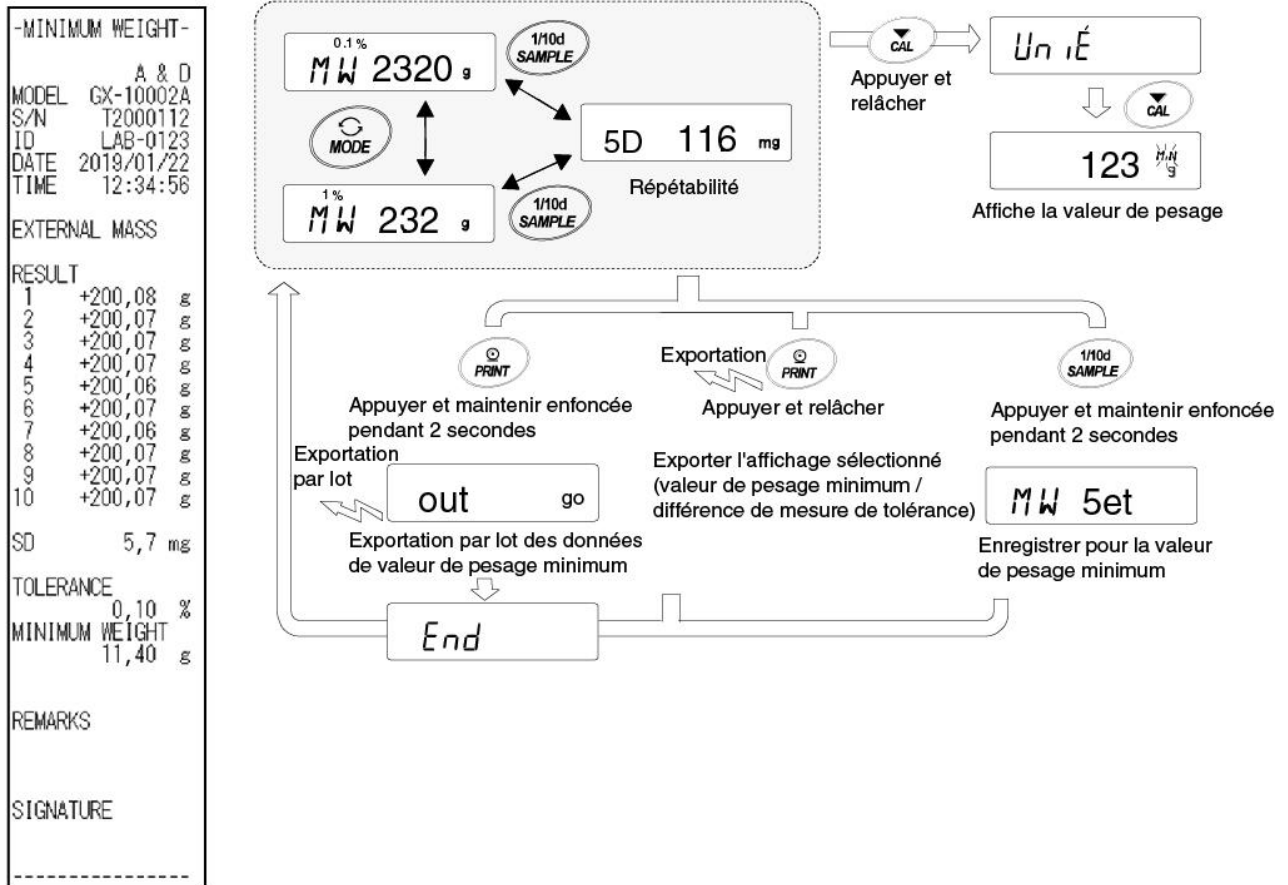 -MINIMUM WEIGHT-
A & D
MODEL GX-10002A
S/N T2000112
ID LAB-0123
DATE 2019/01/22
TIME 12:34:56
EXTERNAL MASS
RESULT
1 +200,08 g
2 +200,07 g
3 +200,07 g
4 +200,07 g
5 +200,06 g
6 +200,07 g
7 +200,06 g
8 +200,07 g
9 +200,07 g
10 +200,07 g
SD 5,7 mg
TOLERANCE
0,10 %
MINIMUM WEIGHT
11,40 g
REMARKS
SIGNATURE
0.1 %
MW 2320 g
1/10d
SAMPLE
MODE
5D 116 mg
Répétabilité
1 %
MW 232 g
1/10d
SAMPLE
CAL
Appuyer et
relâcher
Unit
CAL
123 MIN g
Affiche la valeur de pesage
PRINT
Appuyer et maintenir enfoncée
pendant 2 secondes
Exportation
par lot
out go
Exportation par lot des données
de valeur de pesage minimum
End
Exportation
PRINT
Appuyer et relâcher
Exporter l'affichage sélectionné
(valeur de pesage minimum /
différence de mesure de tolérance)
1/10d
SAMPLE
Appuyer et maintenir enfoncée
pendant 2 secondes
MW 5et
Enregistrer pour la valeur
de pesage minimum